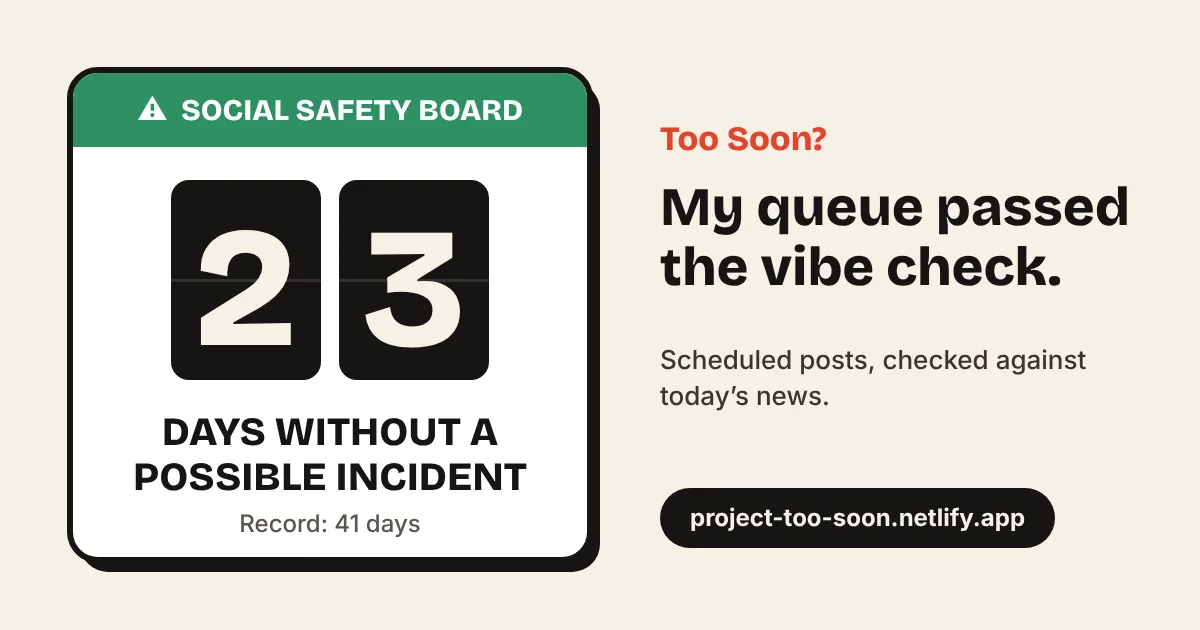 SOCIAL SAFETY BOARD
23
DAYS WITHOUT A
POSSIBLE INCIDENT
Record: 41 days
Too Soon?
My queue passed
the vibe check.
Scheduled posts, checked against
today’s news.
project-too-soon.netlify.app